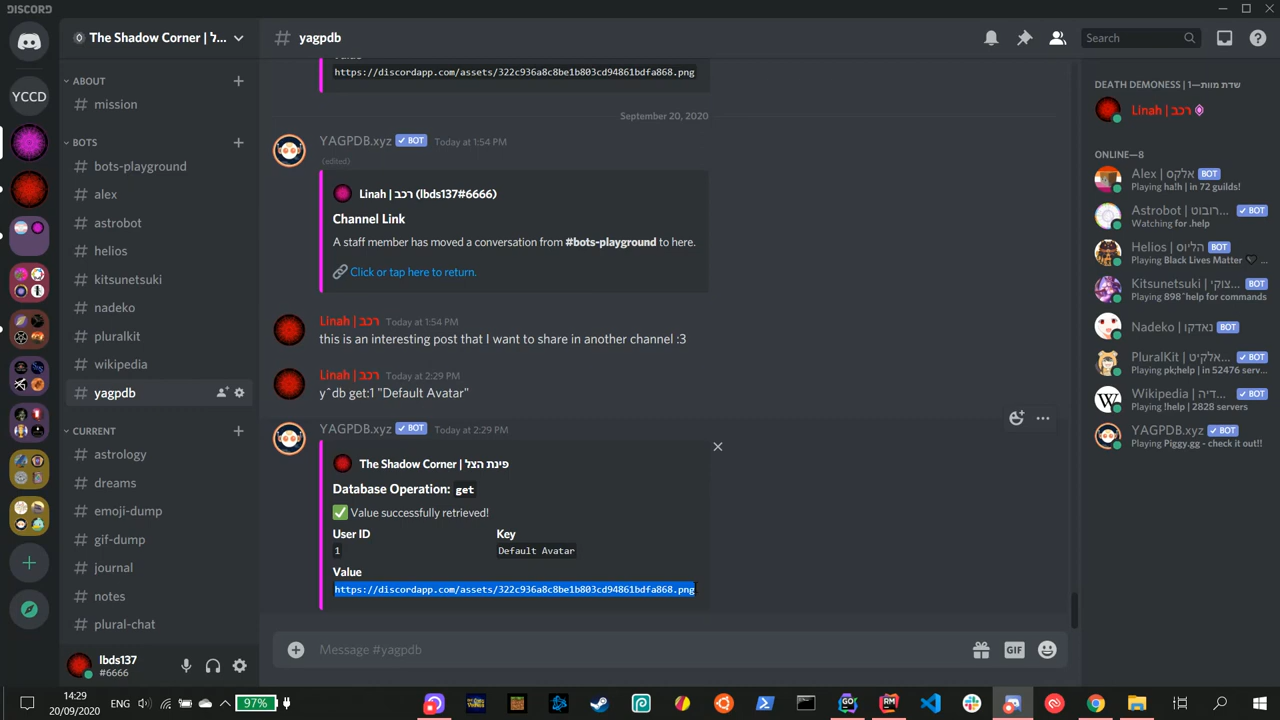 DISCORD
The Shadow Corner | ...פינת הצל
ABOUT
mission
BOTS
bots-playground
alex
astrobot
helios
kitsunetsuki
nadeko
pluralkit
wikipedia
yagpdb
CURRENT
astrology
dreams
emoji-dump
gif-dump
journal
notes
plural-chat
YCCD
lbds137
#6666
# yagpdb
Search
https://discordapp.com/assets/322c936a8c8be1b803cd94861bdfa868.png
September 20, 2020
YAGPDB.xyz BOT Today at 1:54 PM
(edited)
Linah | רכב (lbds137#6666)
Channel Link
A staff member has moved a conversation from #bots-playground to here.
Click or tap here to return.
Linah | רכב Today at 1:54 PM
this is an interesting post that I want to share in another channel :3
Linah | רכב Today at 2:29 PM
y^db get:1 "Default Avatar"
YAGPDB.xyz BOT Today at 2:29 PM
The Shadow Corner | פינת הצל
Database Operation: get
Value successfully retrieved!
User ID Key
1 Default Avatar
Value
https://discordapp.com/assets/322c936a8c8be1b803cd94861bdfa868.png
Message #yagpdb
GIF
DEATH DEMONESS | שדת מוות—1
Linah | רכב
ONLINE—8
Alex | אלקס BOT
Playing ha!h | in 72 guilds!
Astrobot | ...רובוט BOT
Watching for .help
Helios | הליוס BOT
Playing Black Lives Matter ...
Kitsunetsuki | ...צוקי BOT
Playing 898^help for commands
Nadeko | נאדקו BOT
PluralKit | ...אלקיט BOT
Playing pk;help | in 52476 serv...
Wikipedia | ...דיה BOT
Playing !help | 2828 servers
YAGPDB.xyz BOT
Playing Piggy.gg - check it out!!
14:29
20/09/2020
ENG
97%